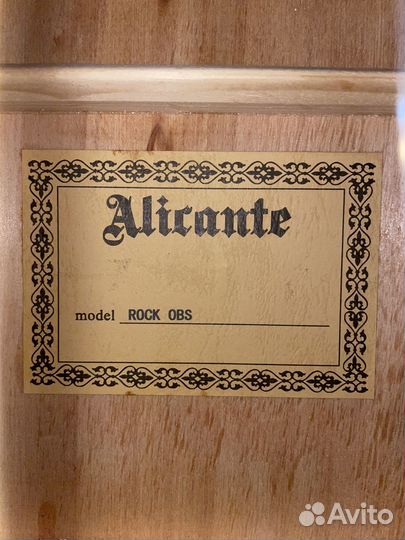 Alicante
model ROCK OBS
Avito